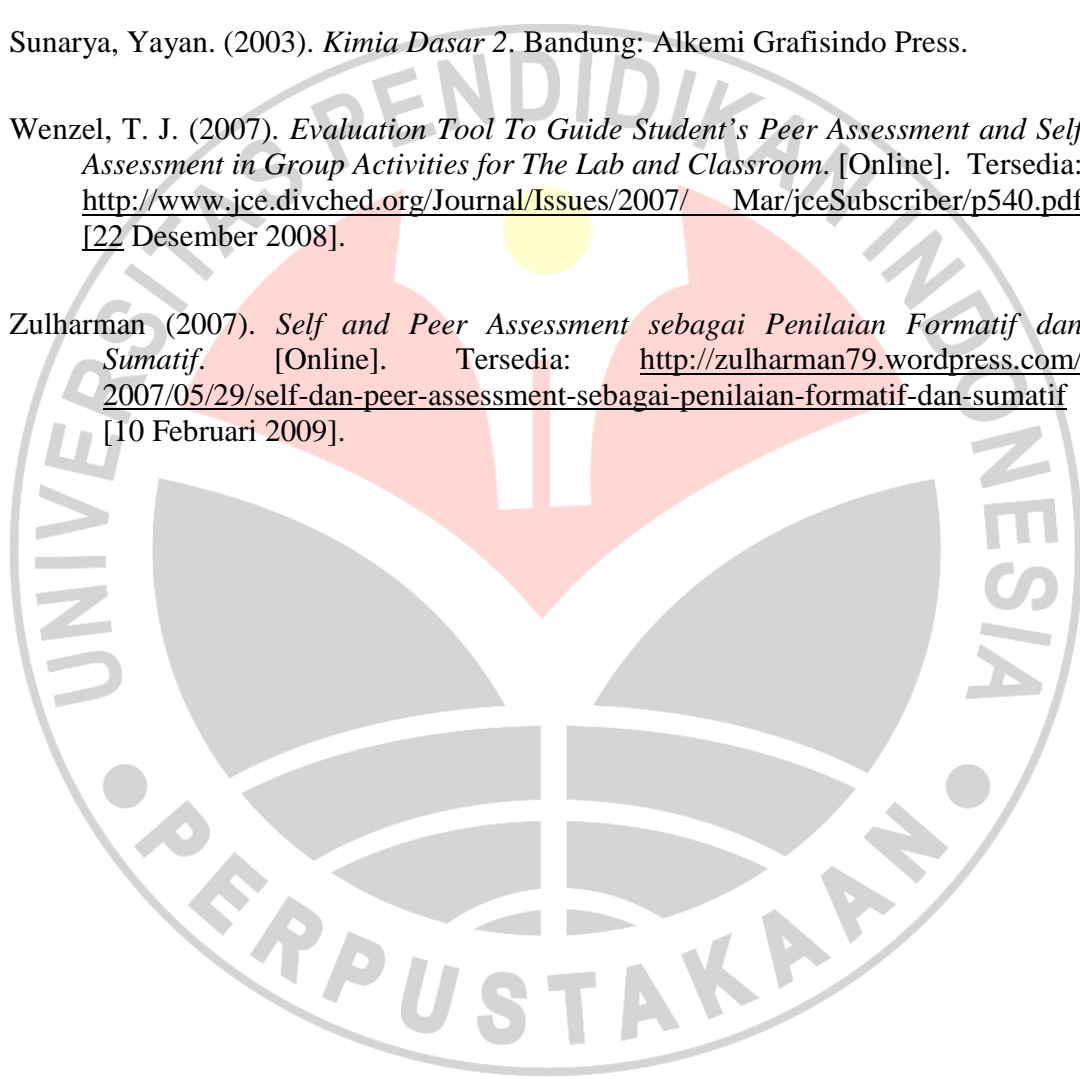 Sunarya, Yayan. (2003). Kimia Dasar 2. Bandung: Alkemi Grafisindo Press.
Wenzel, T. J. (2007). Evaluation Tool To Guide Student’s Peer Assessment and Self
Assessment in Group Activities for The Lab and Classroom. [Online]. Tersedia:
http://www.jce.divched.org/Journal/Issues/2007/ Mar/jceSubscriber/p540.pdf
[22 Desember 2008].
Zulharman (2007). Self and Peer Assessment sebagai Penilaian Formatif dan
Sumatif. [Online]. Tersedia: http://zulharman79.wordpress.com/
2007/05/29/self-dan-peer-assessment-sebagai-penilaian-formatif-dan-sumatif
[10 Februari 2009].
UNIVERSITAS PENDIDIKAN INDONESIA
PERPUSTAKAAN